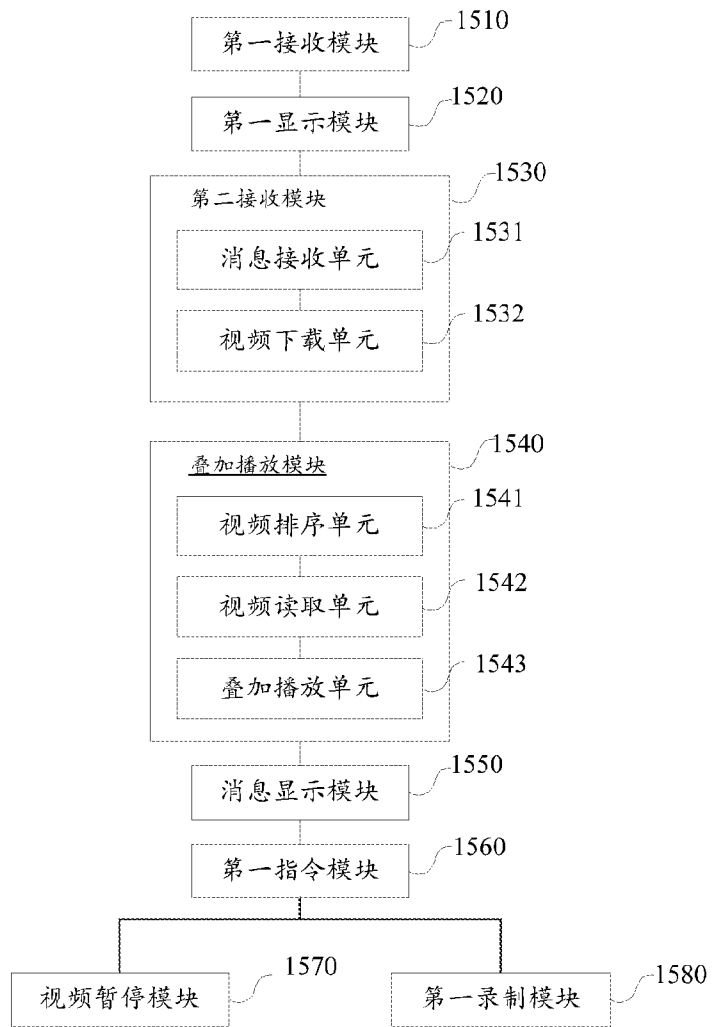 第一接收模块
1510
第一显示模块
1520
第二接收模块
1530
消息接收单元
1531
视频下载单元
1532
叠加播放模块
1540
视频排序单元
1541
视频读取单元
1542
叠加播放单元
1543
消息显示模块
1550
第一指令模块
1560
视频暂停模块
1570
第一录制模块
1580